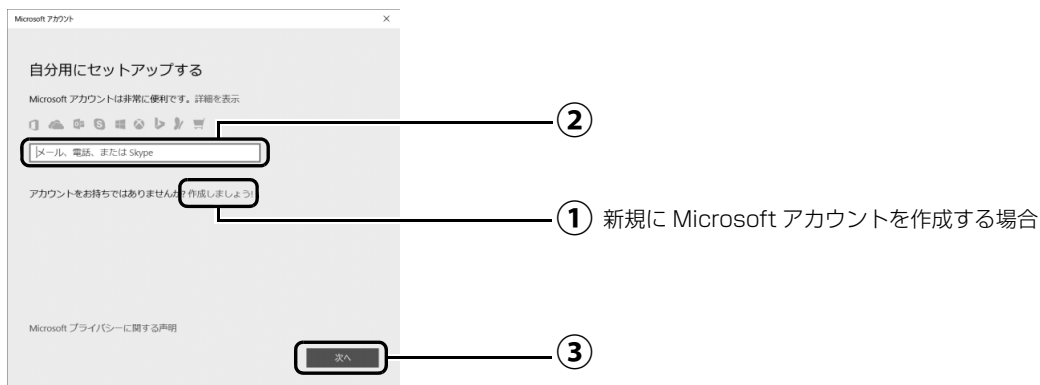 Microsoft アカウント
自分用にセットアップする
Microsoft アカウントは非常に便利です。詳細を表示
②
メール、電話、または Skype
アカウントをお持ちではありませんか? 作成しましょう!
① 新規に Microsoft アカウントを作成する場合
Microsoft プライバシーに関する声明
次へ
③